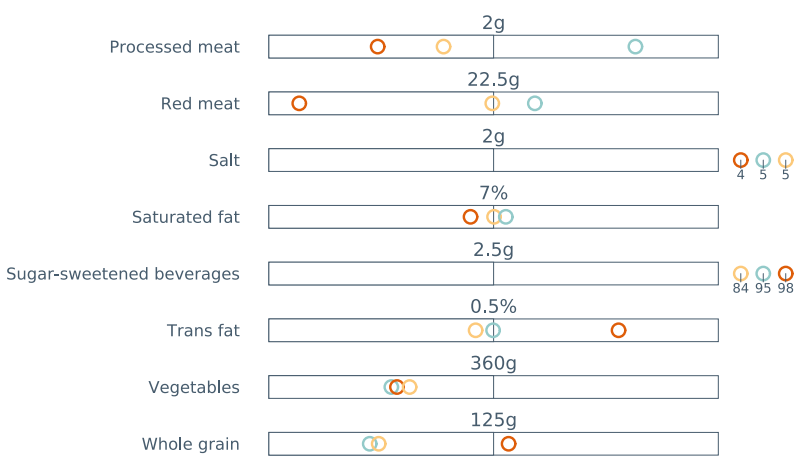 2g
Processed meat
22.5g
Red meat
2g
Salt
4 5 5
7%
Saturated fat
2.5g
Sugar-sweetened beverages
84 95 98
0.5%
Trans fat
360g
Vegetables
125g
Whole grain